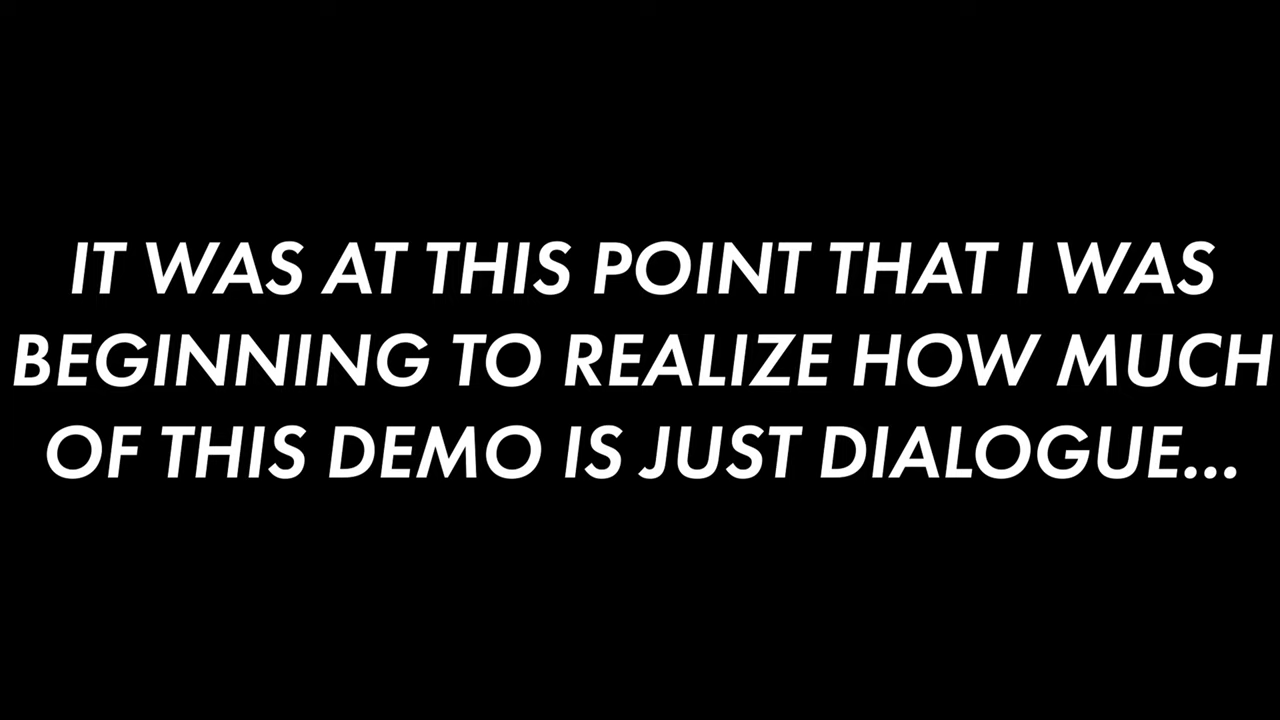 IT WAS AT THIS POINT THAT I WAS
BEGINNING TO REALIZE HOW MUCH
OF THIS DEMO IS JUST DIALOGUE...